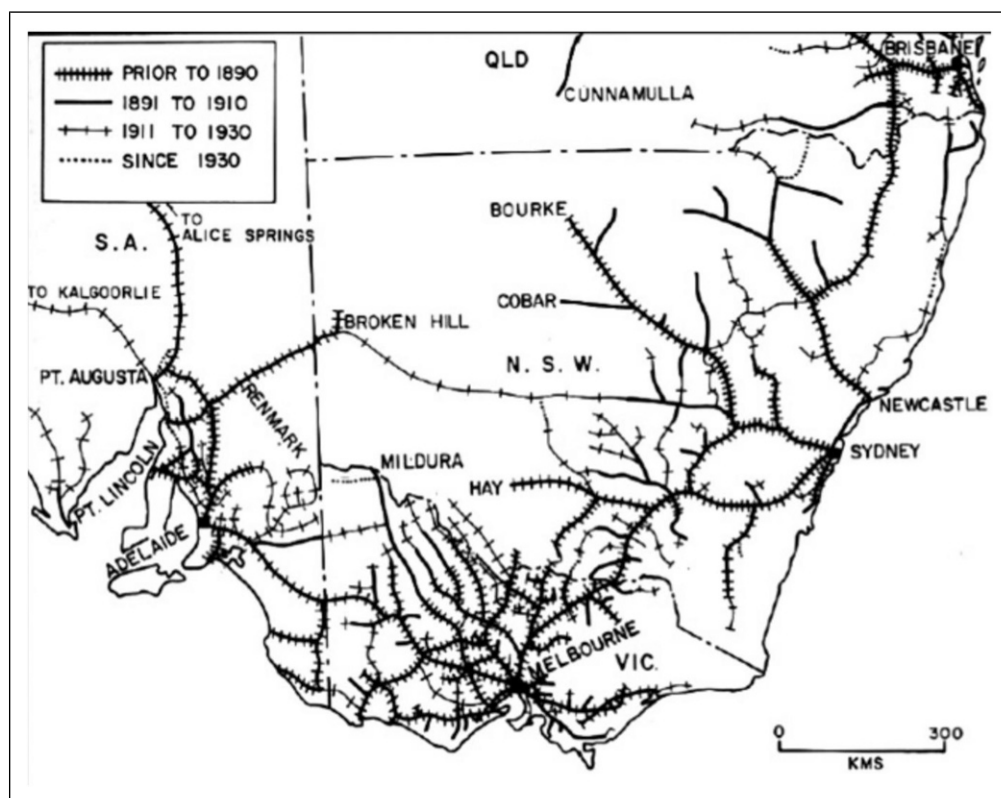 PRIOR TO 1890
1891 TO 1910
1911 TO 1930
SINCE 1930
QLD
BRISBANE
CUNNAMULLA
TO
ALICE SPRINGS
S.A.
BOURKE
TO KALGOORLIE
COBAR
BROKEN HILL
N. S. W.
PT. AUGUSTA
RENMARK
NEWCASTLE
SYDNEY
MILDURA
PT. LINCOLN
HAY
ADELAIDE
MELBOURNE
VIC.
0 300
KMS